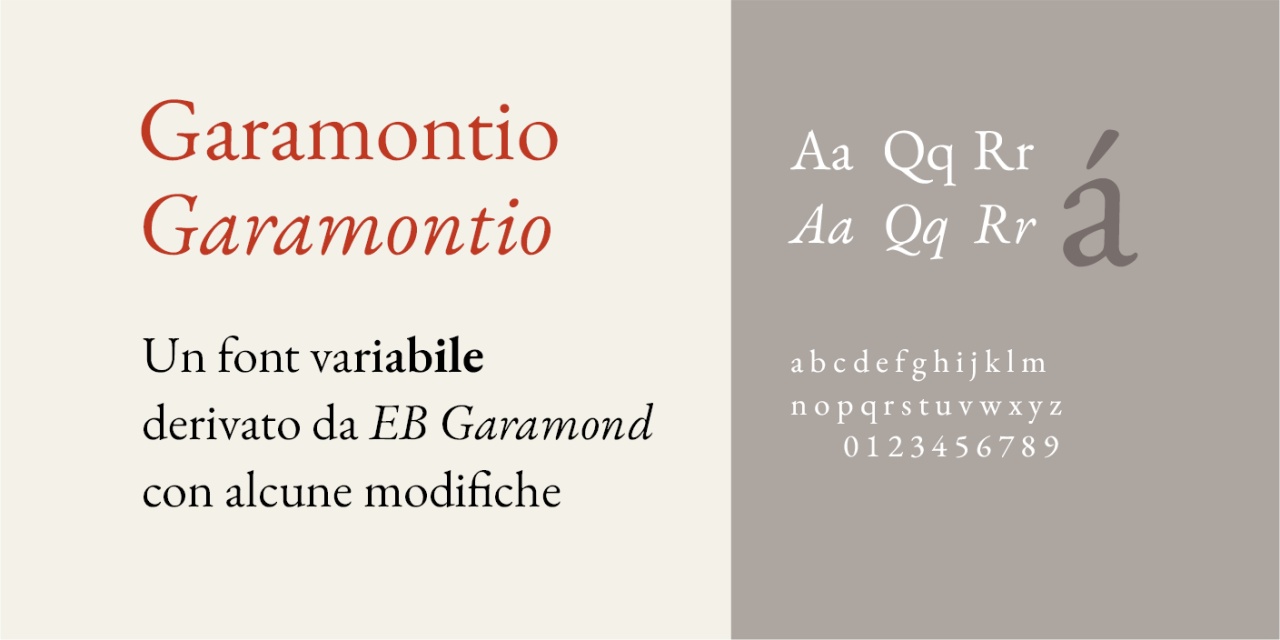 Garamontio
Garamontio
Un font variabile
derivato da EB Garamond
con alcune modifiche
Aa Qq Rr
Aa Qq Rr
á
a b c d e f g h i j k l m
n o p q r s t u v w x y z
0 1 2 3 4 5 6 7 8 9